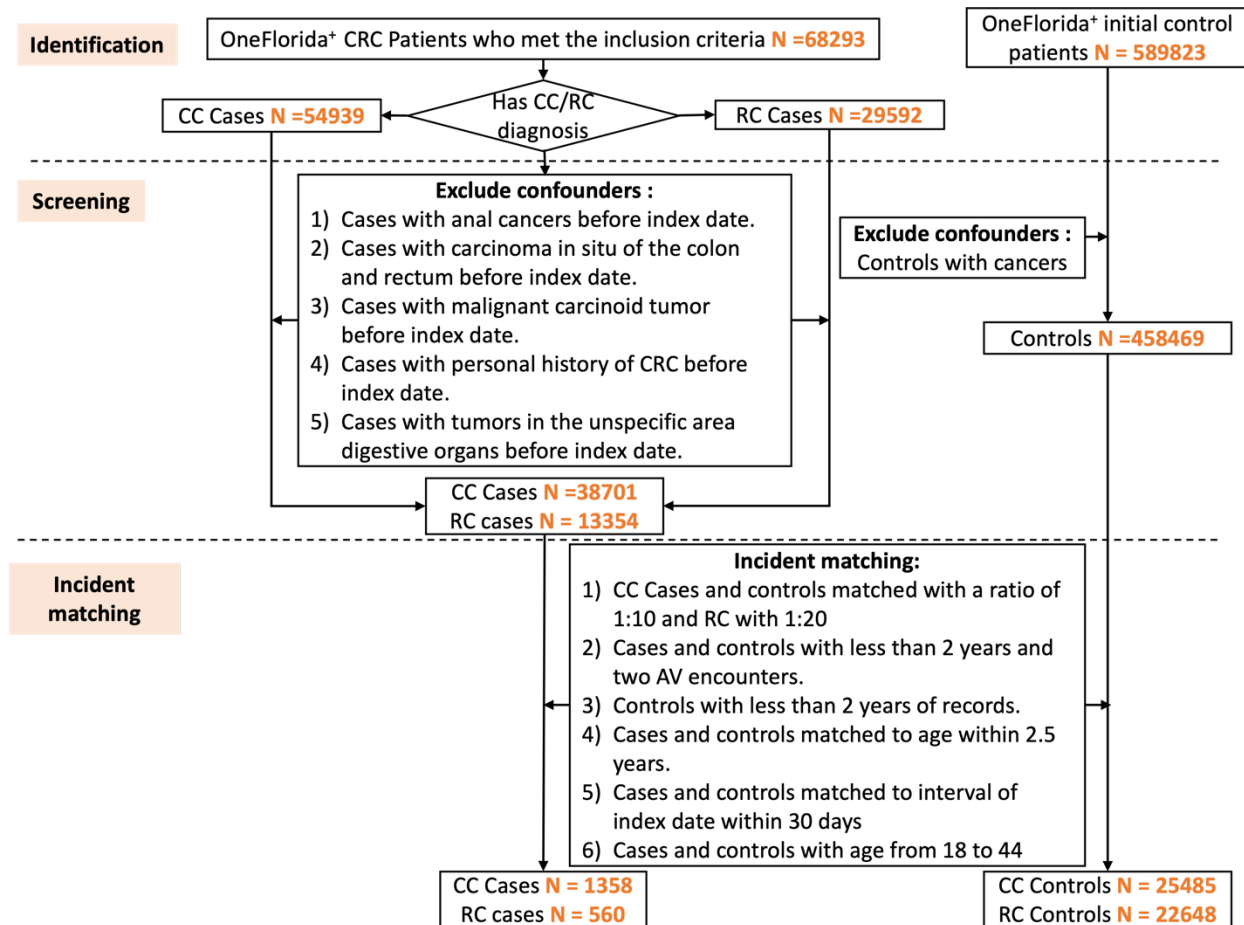 Identification
OneFlorida⁺ CRC Patients who met the inclusion criteria N =68293
OneFlorida⁺ initial control
patients N = 589823
CC Cases N =54939
Has CC/RC
diagnosis
RC Cases N =29592
Screening
Exclude confounders :
1) Cases with anal cancers before index date.
2) Cases with carcinoma in situ of the colon
and rectum before index date.
3) Cases with malignant carcinoid tumor
before index date.
4) Cases with personal history of CRC before
index date.
5) Cases with tumors in the unspecific area
digestive organs before index date.
Exclude confounders :
Controls with cancers
Controls N =458469
CC Cases N =38701
RC cases N = 13354
Incident
matching
Incident matching:
1) CC Cases and controls matched with a ratio of
1:10 and RC with 1:20
2) Cases and controls with less than 2 years and
two AV encounters.
3) Controls with less than 2 years of records.
4) Cases and controls matched to age within 2.5
years.
5) Cases and controls matched to interval of
index date within 30 days
6) Cases and controls with age from 18 to 44
CC Cases N = 1358
RC cases N = 560
CC Controls N = 25485
RC Controls N = 22648